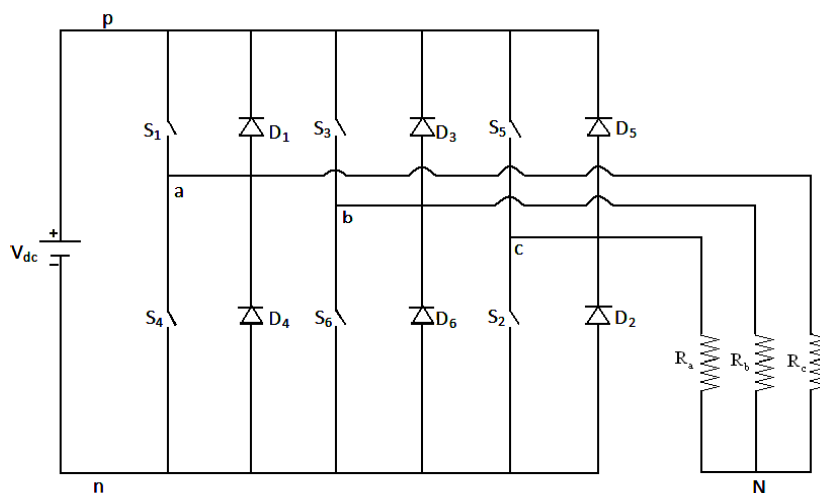 p
S1 D1 S3 D3 S5 D5
a
b
c
+
Vdc
−
S4 D4 S6 D6 S2 D2
Ra Rb Rc
n N